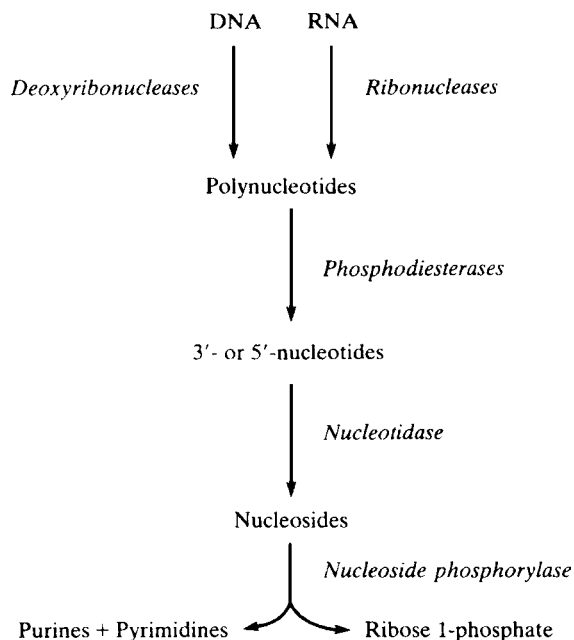 DNA RNA
Deoxyribonucleases Ribonucleases
Polynucleotides
Phosphodiesterases
3′- or 5′-nucleotides
Nucleotidase
Nucleosides
Nucleoside phosphorylase
Purines + Pyrimidines Ribose 1-phosphate